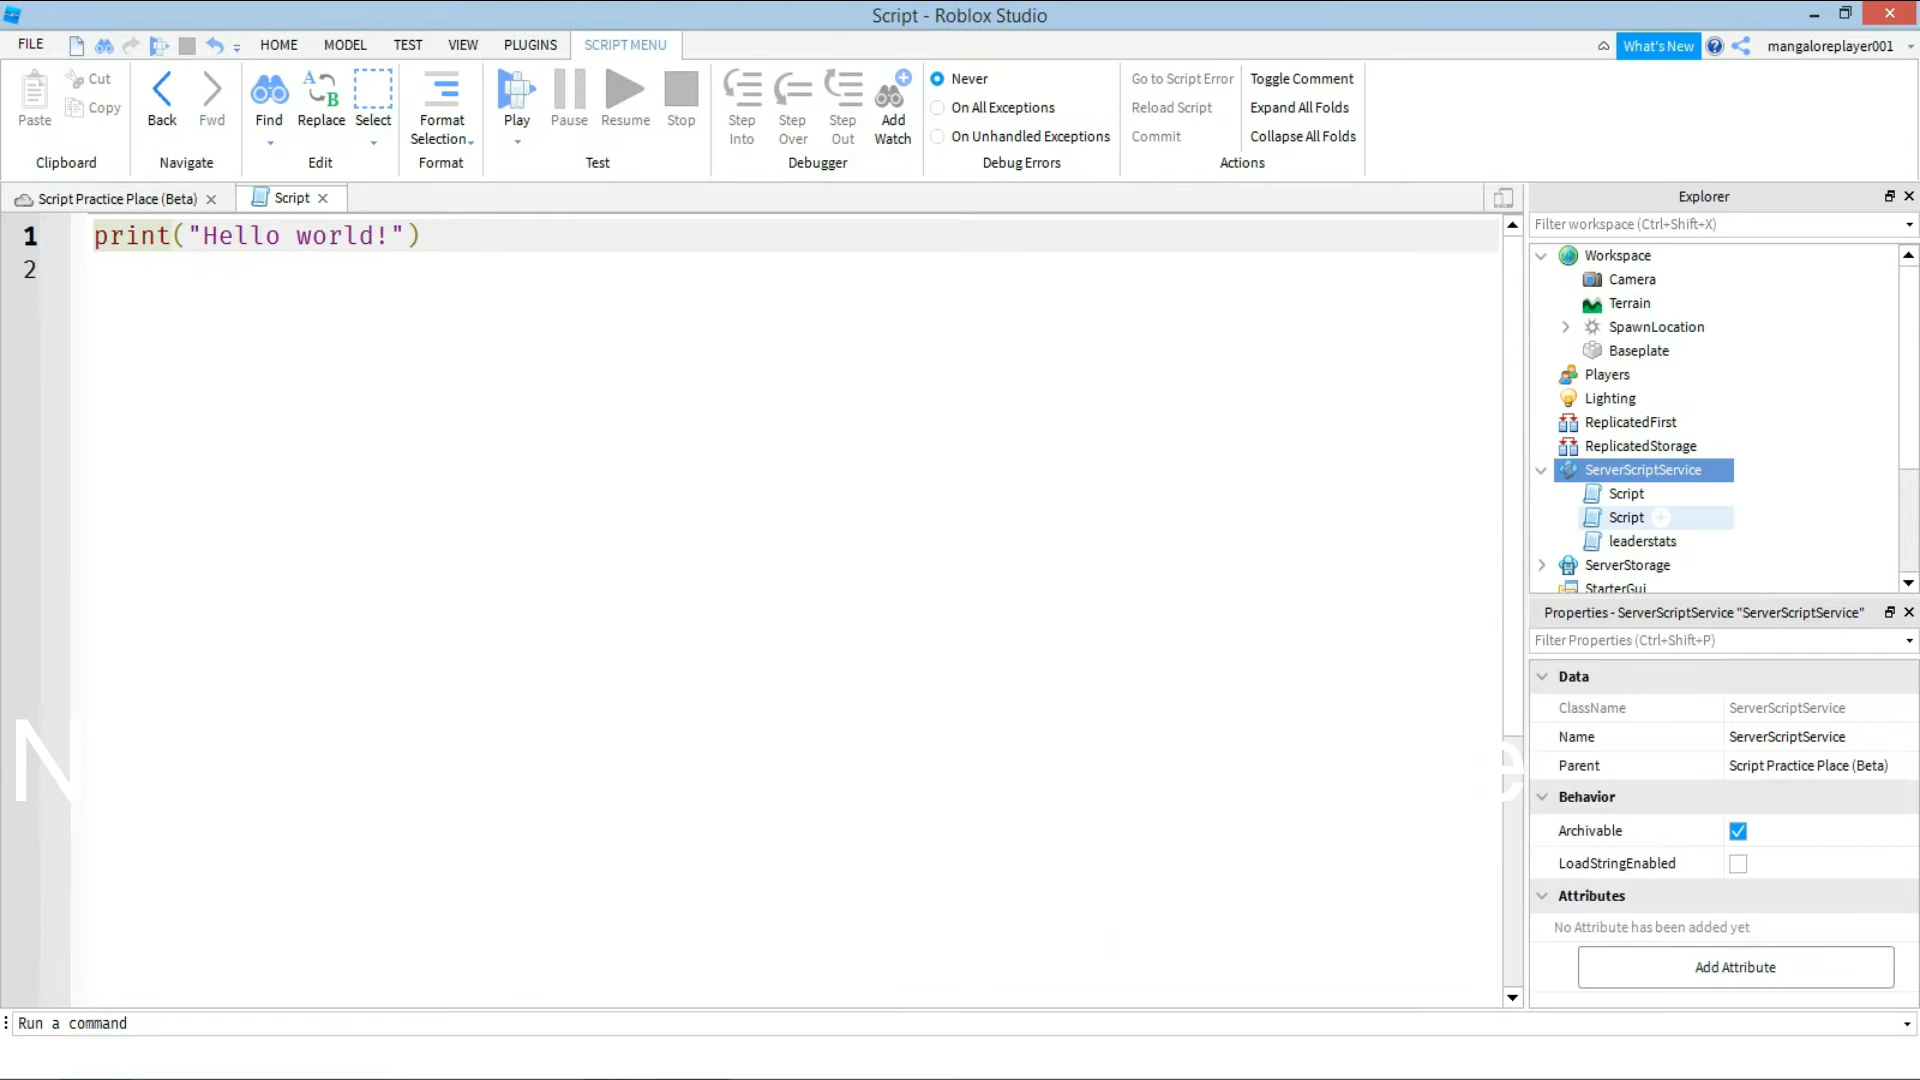 Script - Roblox Studio
FILE HOME MODEL TEST VIEW PLUGINS SCRIPT MENU What's New mangaloreplayer001
Paste Cut Copy Back Fwd Find Replace Select Format Selection Play Pause Resume Stop Step Into Step Over Step Out Add Watch
Never
On All Exceptions
On Unhandled Exceptions
Go to Script Error
Reload Script
Commit
Toggle Comment
Expand All Folds
Collapse All Folds
Clipboard Navigate Edit Format Test Debugger Debug Errors Actions
Script Practice Place (Beta) Script
1 print("Hello world!")
2
Explorer
Filter workspace (Ctrl+Shift+X)
Workspace
Camera
Terrain
SpawnLocation
Baseplate
Players
Lighting
ReplicatedFirst
ReplicatedStorage
ServerScriptService
Script
Script
leaderstats
ServerStorage
StarterGui
Properties - ServerScriptService "ServerScriptService"
Filter Properties (Ctrl+Shift+P)
Data
ClassName ServerScriptService
Name ServerScriptService
Parent Script Practice Place (Beta)
Behavior
Archivable
LoadStringEnabled
Attributes
No Attribute has been added yet
Add Attribute
Run a command